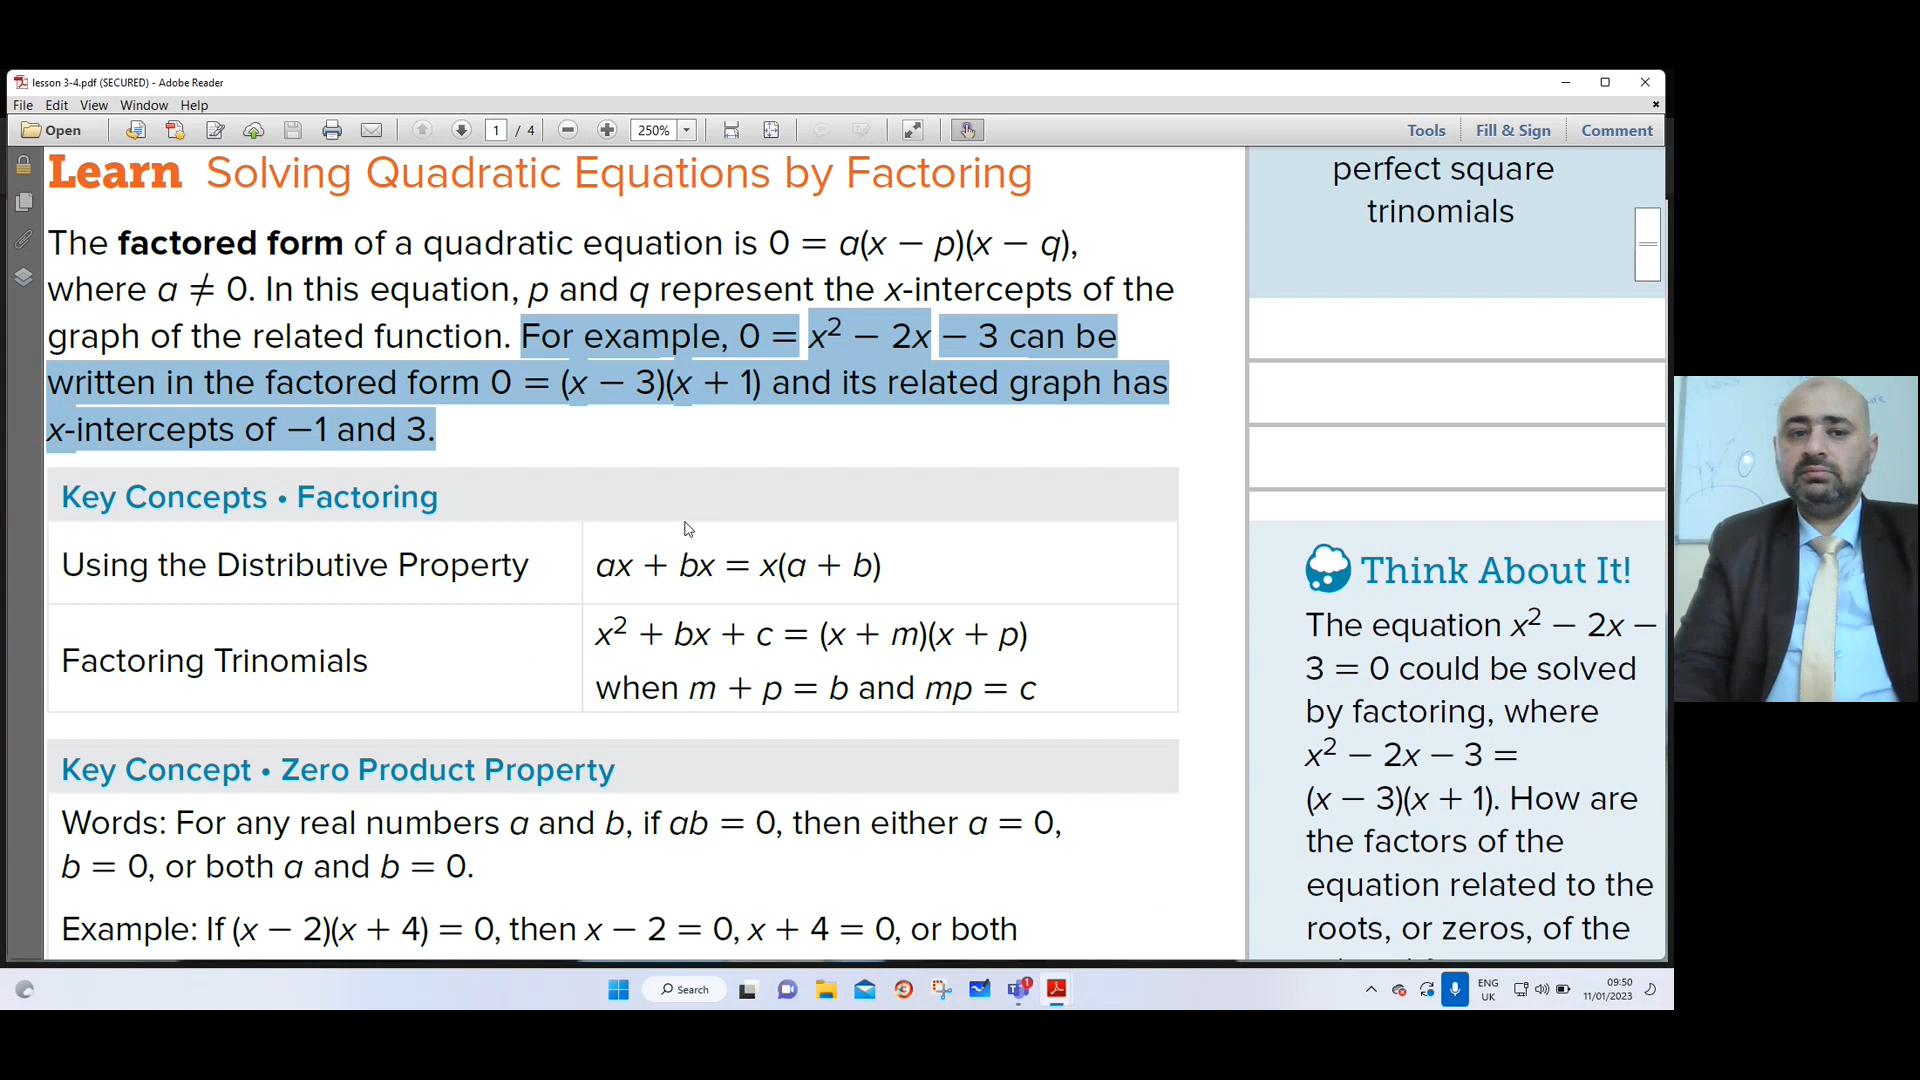 lesson 3-4.pdf (SECURED) - Adobe Reader
File Edit View Window Help
Open 1 / 4 250% Tools Fill & Sign Comment
Learn Solving Quadratic Equations by Factoring
The factored form of a quadratic equation is 0 = a(x − p)(x − q),
where a ≠ 0. In this equation, p and q represent the x-intercepts of the
graph of the related function. For example, 0 = x² − 2x − 3 can be
written in the factored form 0 = (x − 3)(x + 1) and its related graph has
x-intercepts of −1 and 3.
Key Concepts • Factoring
Using the Distributive Property ax + bx = x(a + b)
Factoring Trinomials
x² + bx + c = (x + m)(x + p)
when m + p = b and mp = c
Key Concept • Zero Product Property
Words: For any real numbers a and b, if ab = 0, then either a = 0,
b = 0, or both a and b = 0.
Example: If (x − 2)(x + 4) = 0, then x − 2 = 0, x + 4 = 0, or both
perfect square
trinomials
Think About It!
The equation x² − 2x −
3 = 0 could be solved
by factoring, where
x² − 2x − 3 =
(x − 3)(x + 1). How are
the factors of the
equation related to the
roots, or zeros, of the
Search
1
ENG
UK
09:50
11/01/2023